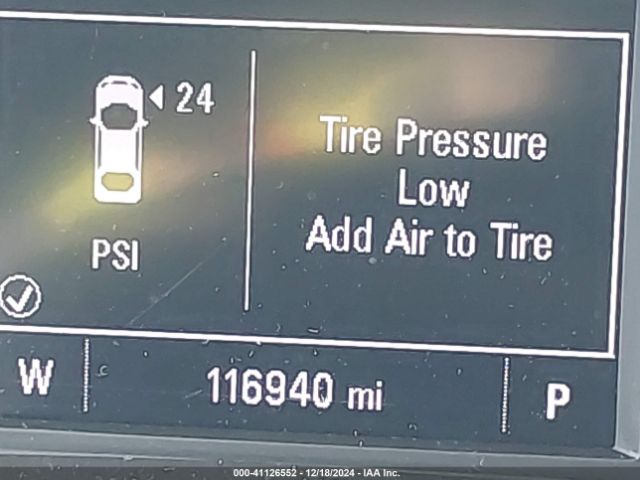 24
PSI
Tire Pressure
Low
Add Air to Tire
W 116940 mi P
000-41126552 - 12/18/2024 - IAA Inc.